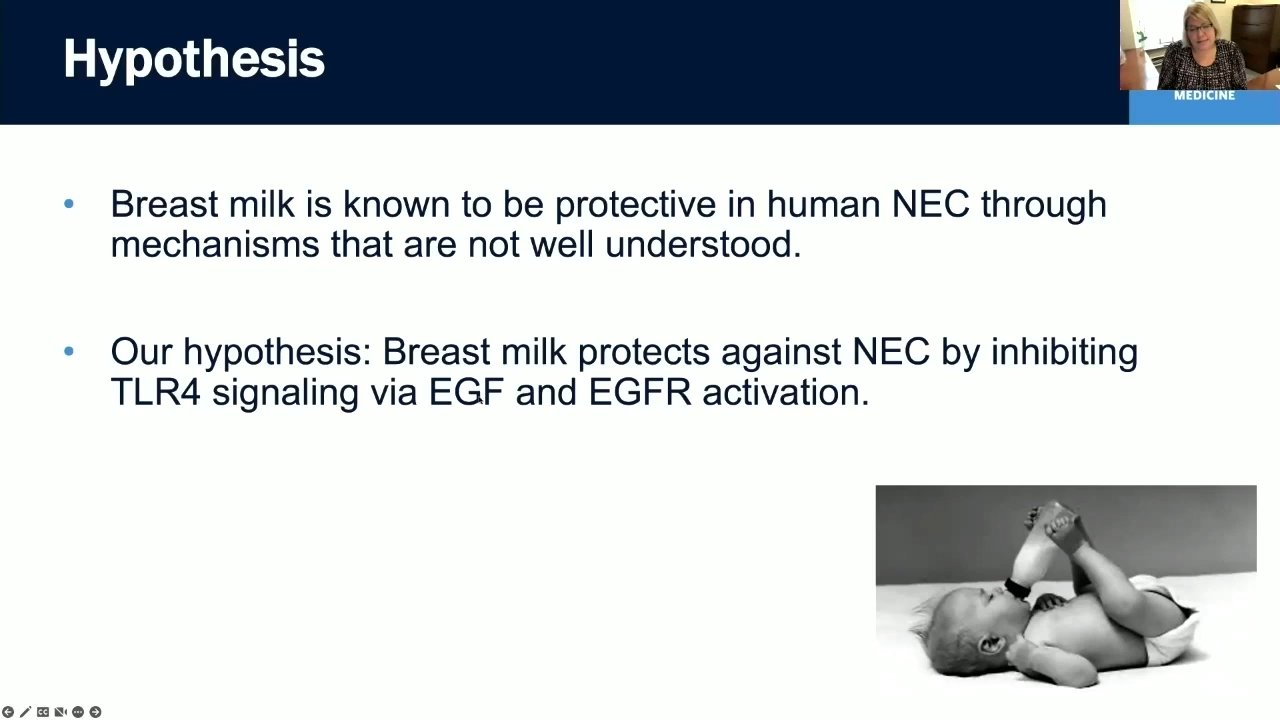 Hypothesis
MEDICINE
• Breast milk is known to be protective in human NEC through
mechanisms that are not well understood.
• Our hypothesis: Breast milk protects against NEC by inhibiting
TLR4 signaling via EGF and EGFR activation.
CC